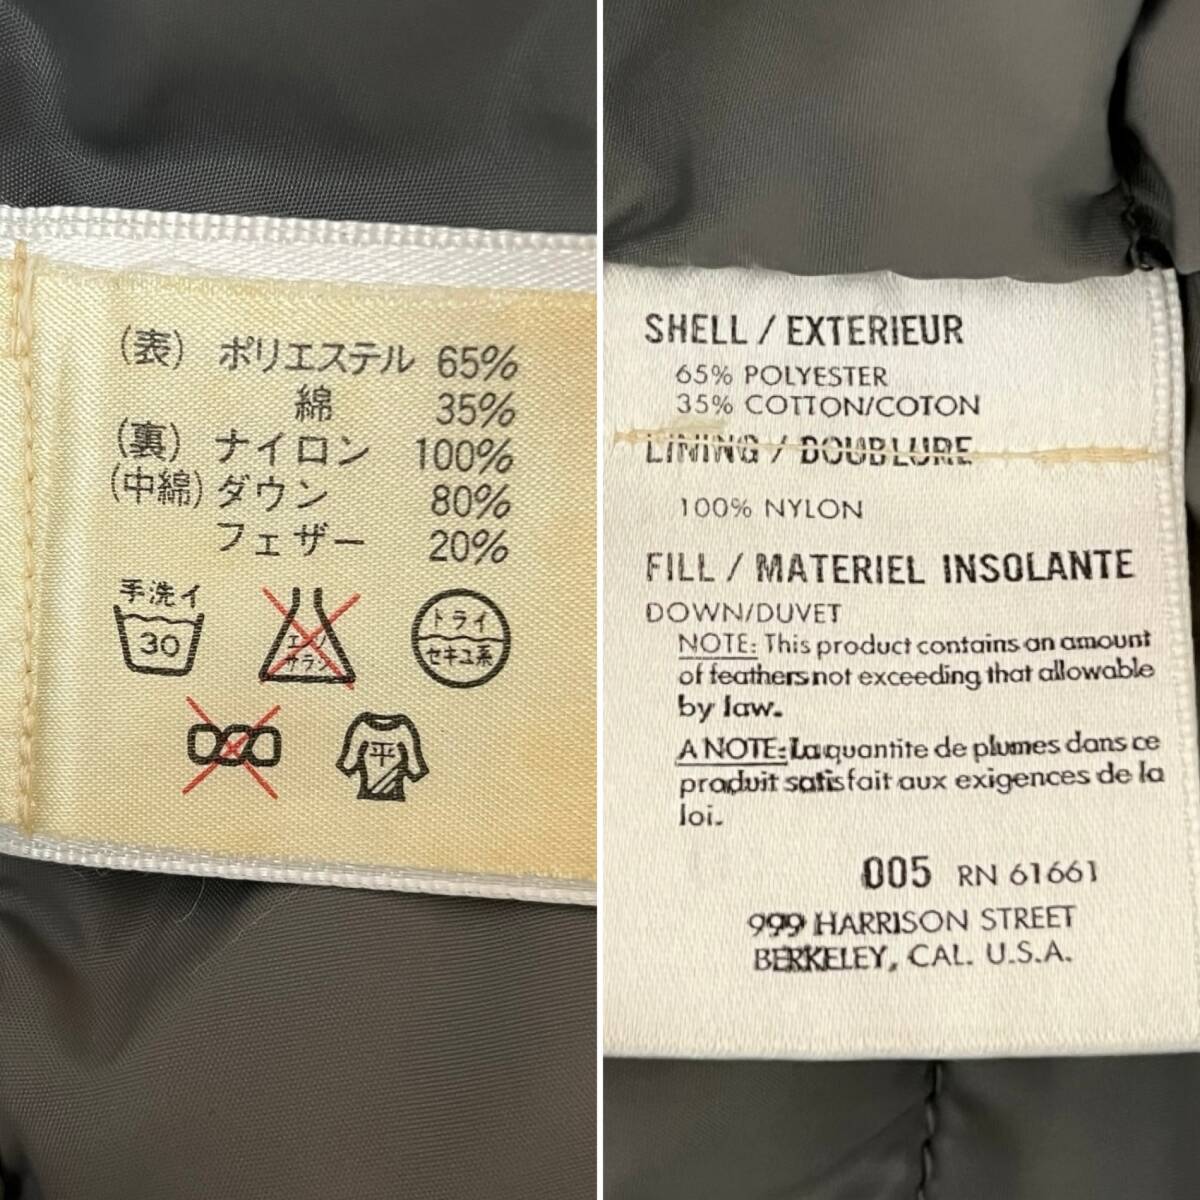 (表) ポリエステル 65%
綿 35%
(裏) ナイロン 100%
(中綿) ダウン 80%
フェザー 20%
手洗イ
30
エンソ
サラシ
ドライ
セキユ系
平
SHELL / EXTERIEUR
65% POLYESTER
35% COTTON/COTON
LINING / DOUBLURE
100% NYLON
FILL / MATERIEL INSOLANTE
DOWN/DUVET
NOTE: This product contains an amount
of feathers not exceeding that allowable
by law.
A NOTE: La quantite de plumes dans ce
produit satisfait aux exigences de la
loi.
005 RN 61661
999 HARRISON STREET
BERKELEY, CAL. U.S.A.